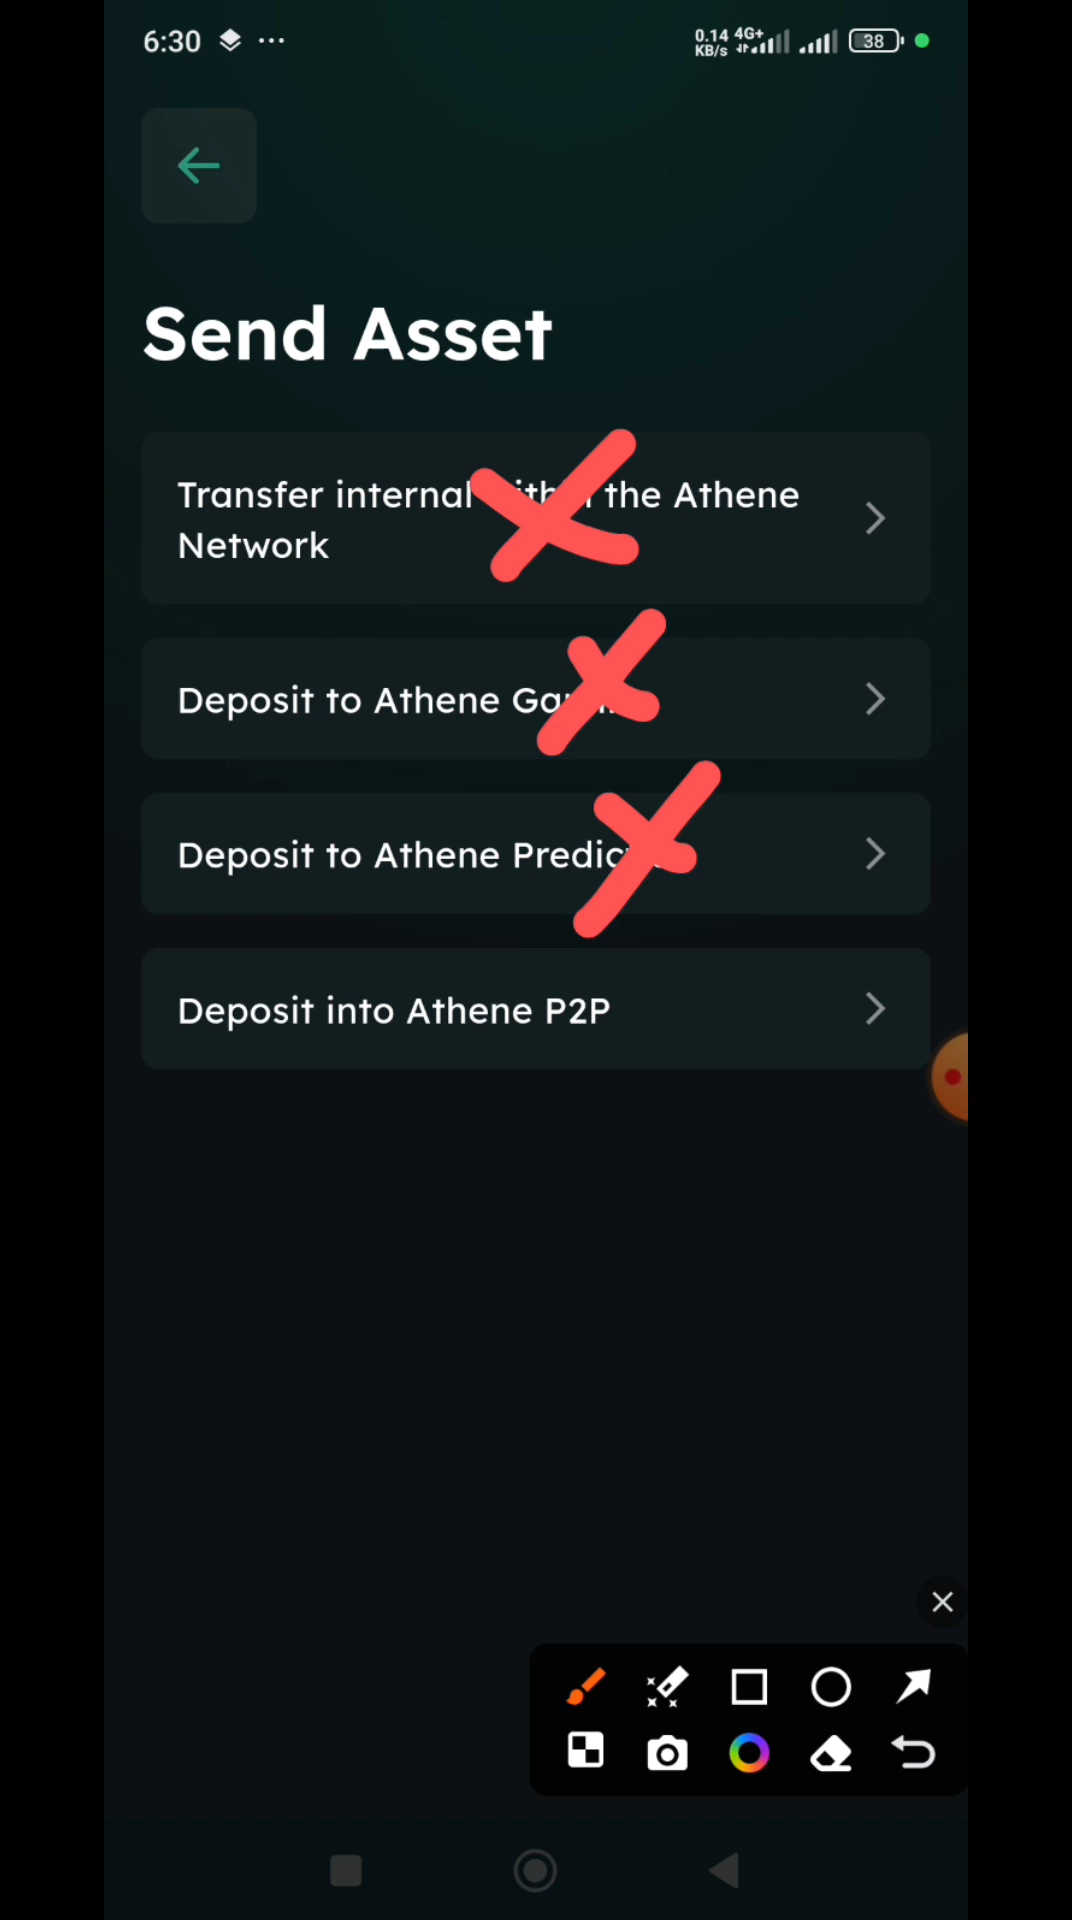 6:30
0.14 4G+
KB/s
38
Send Asset
Transfer internal the Athene
Network
Deposit to Athene
Deposit to Athene
Deposit into Athene P2P